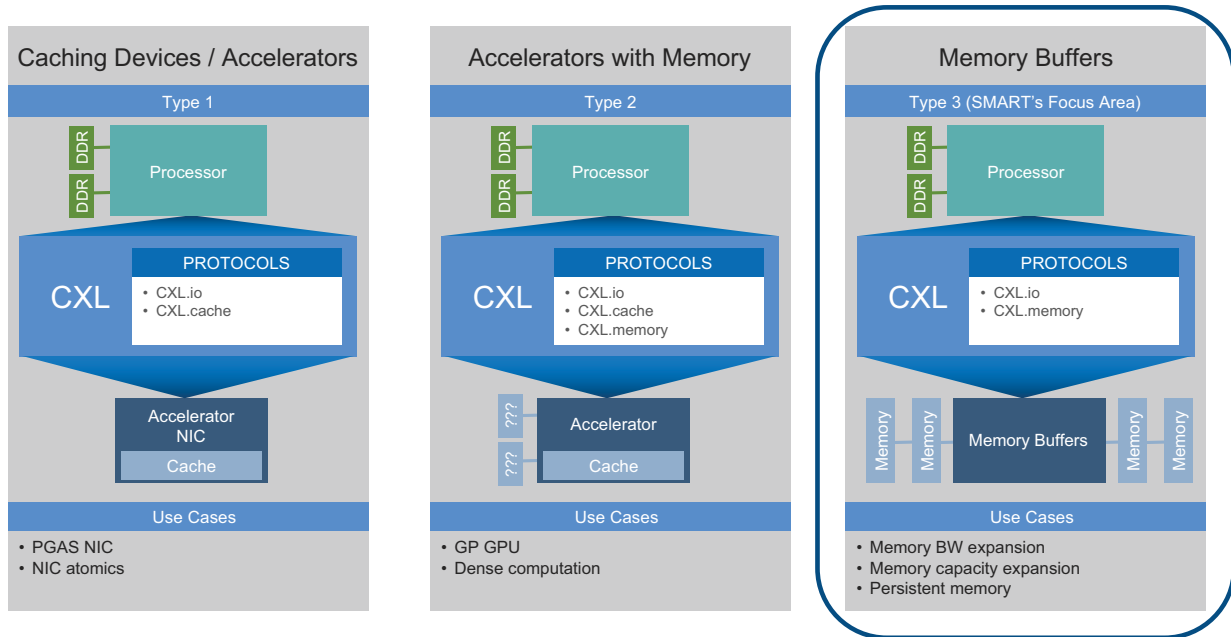 Caching Devices / Accelerators
Type 1
DDR
DDR
Processor
CXL
PROTOCOLS
• CXL.io
• CXL.cache
Accelerator
NIC
Cache
Use Cases
• PGAS NIC
• NIC atomics
Accelerators with Memory
Type 2
DDR
DDR
Processor
CXL
PROTOCOLS
• CXL.io
• CXL.cache
• CXL.memory
???
???
Accelerator
Cache
Use Cases
• GP GPU
• Dense computation
Memory Buffers
Type 3 (SMART's Focus Area)
DDR
DDR
Processor
CXL
PROTOCOLS
• CXL.io
• CXL.memory
Memory
Memory
Memory Buffers
Memory
Memory
Use Cases
• Memory BW expansion
• Memory capacity expansion
• Persistent memory